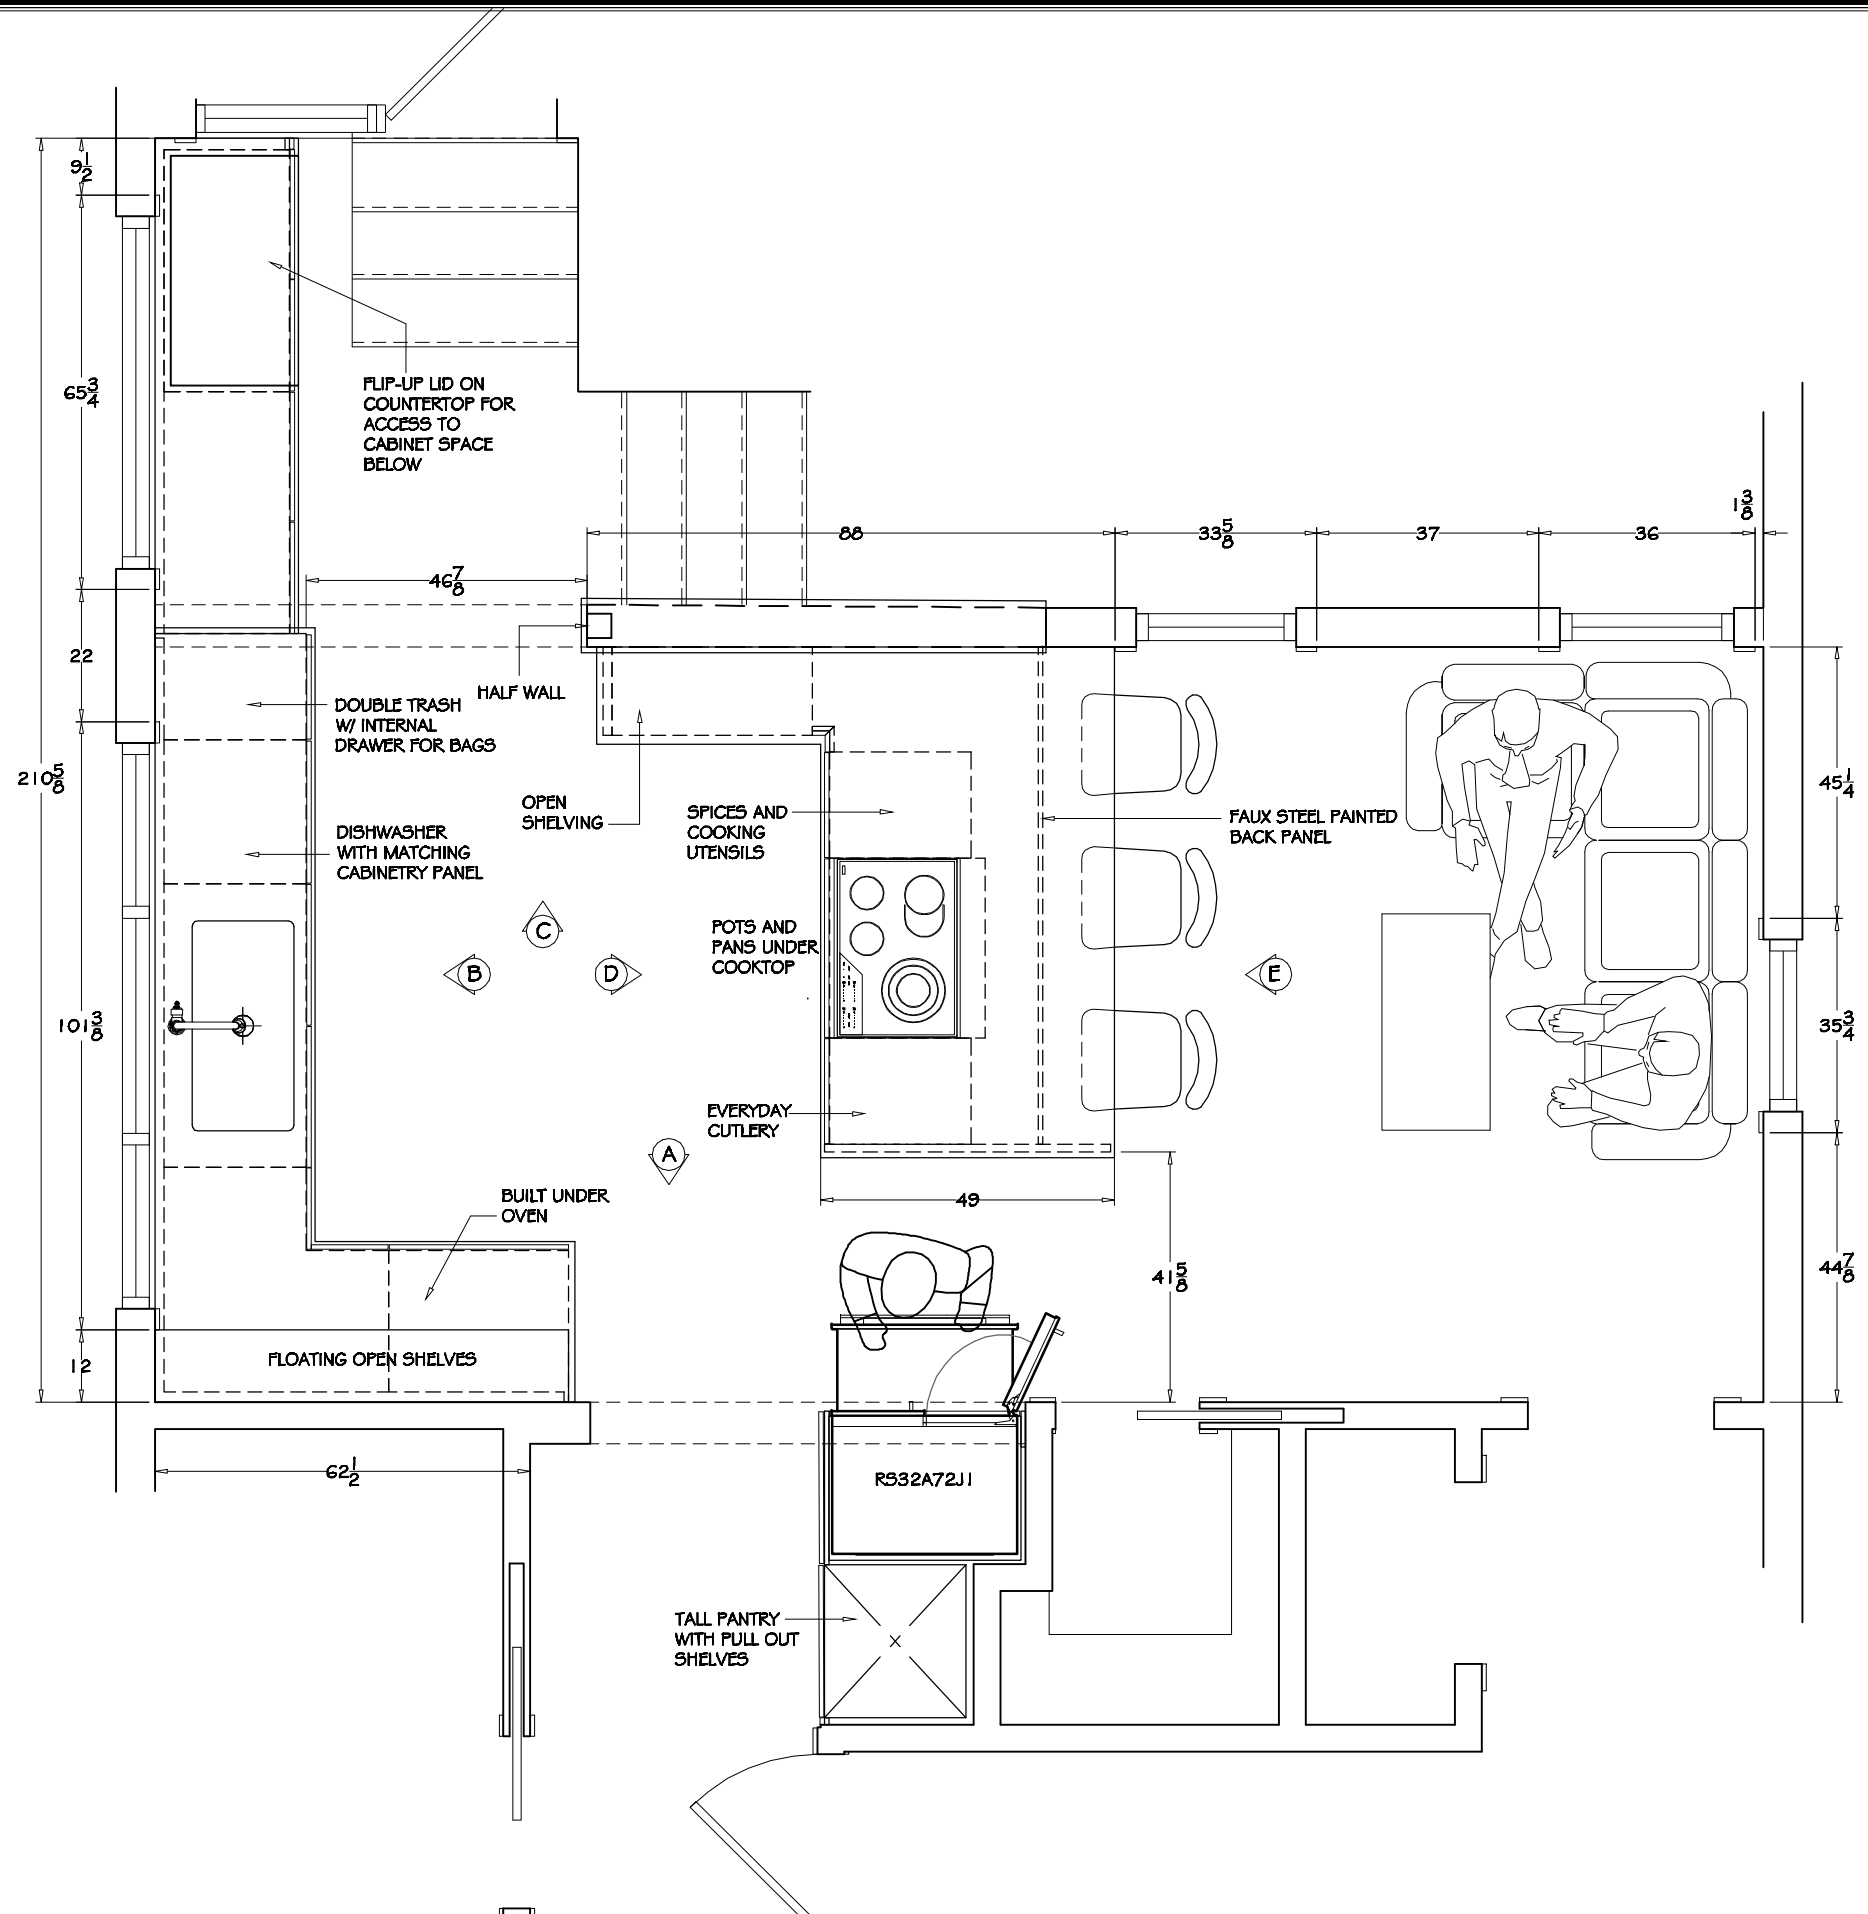 9 1/2
65 3/4
FLIP-UP LID ON
COUNTERTOP FOR
ACCESS TO
CABINET SPACE
BELOW
88
33 5/8
37
36
1 3/8
46 7/8
22
HALF WALL
DOUBLE TRASH
W/ INTERNAL
DRAWER FOR BAGS
210 5/8
45 1/4
OPEN
SHELVING
SPICES AND
COOKING
UTENSILS
FAUX STEEL PAINTED
BACK PANEL
DISHWASHER
WITH MATCHING
CABINETRY PANEL
C
POTS AND
PANS UNDER
COOKTOP
B
D
E
101 3/8
35 3/4
EVERYDAY
CUTLERY
A
BUILT UNDER
OVEN
49
41 5/8
44 7/8
12
FLOATING OPEN SHELVES
62 1/2
RS32A72J1
TALL PANTRY
WITH PULL OUT
SHELVES